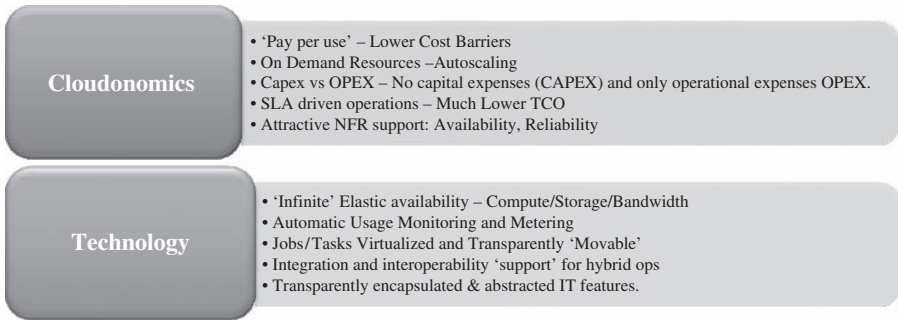 Cloudonomics
• ‘Pay per use’ – Lower Cost Barriers
• On Demand Resources –Autoscaling
• Capex vs OPEX – No capital expenses (CAPEX) and only operational expenses OPEX.
• SLA driven operations – Much Lower TCO
• Attractive NFR support: Availability, Reliability
Technology
• ‘Infinite’ Elastic availability – Compute/Storage/Bandwidth
• Automatic Usage Monitoring and Metering
• Jobs/Tasks Virtualized and Transparently ‘Movable’
• Integration and interoperability ‘support’ for hybrid ops
• Transparently encapsulated & abstracted IT features.